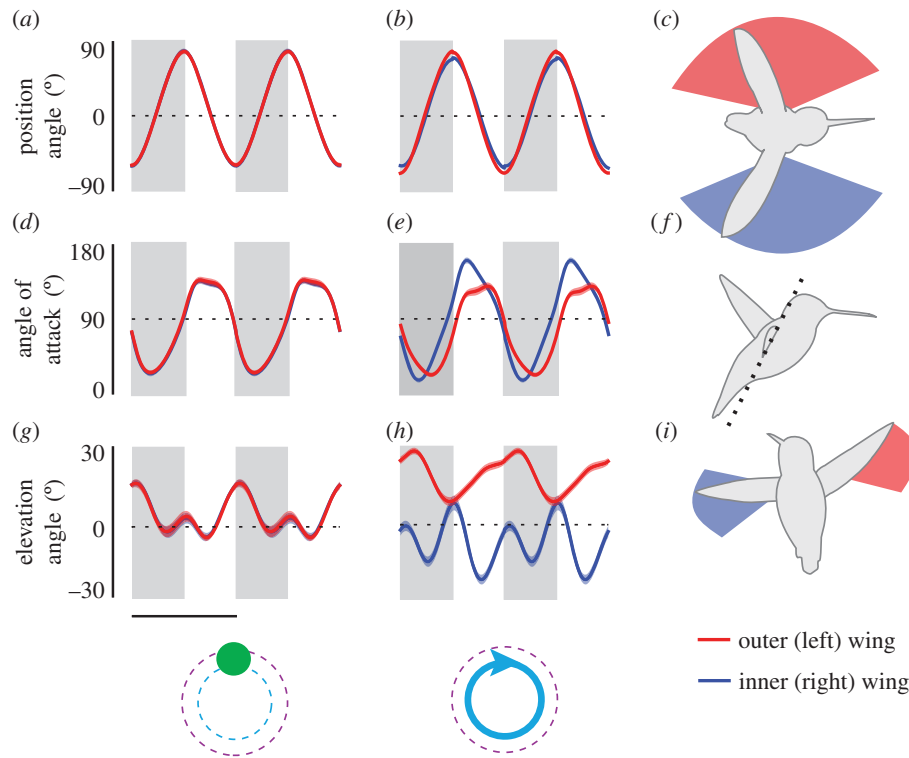 (a)
(b)
(c)
90
0
–90
position
angle (º)
(d)
(e)
(f)
180
90
0
angle of
attack (º)
(g)
(h)
(i)
30
0
–30
elevation
angle (º)
outer (left) wing
inner (right) wing